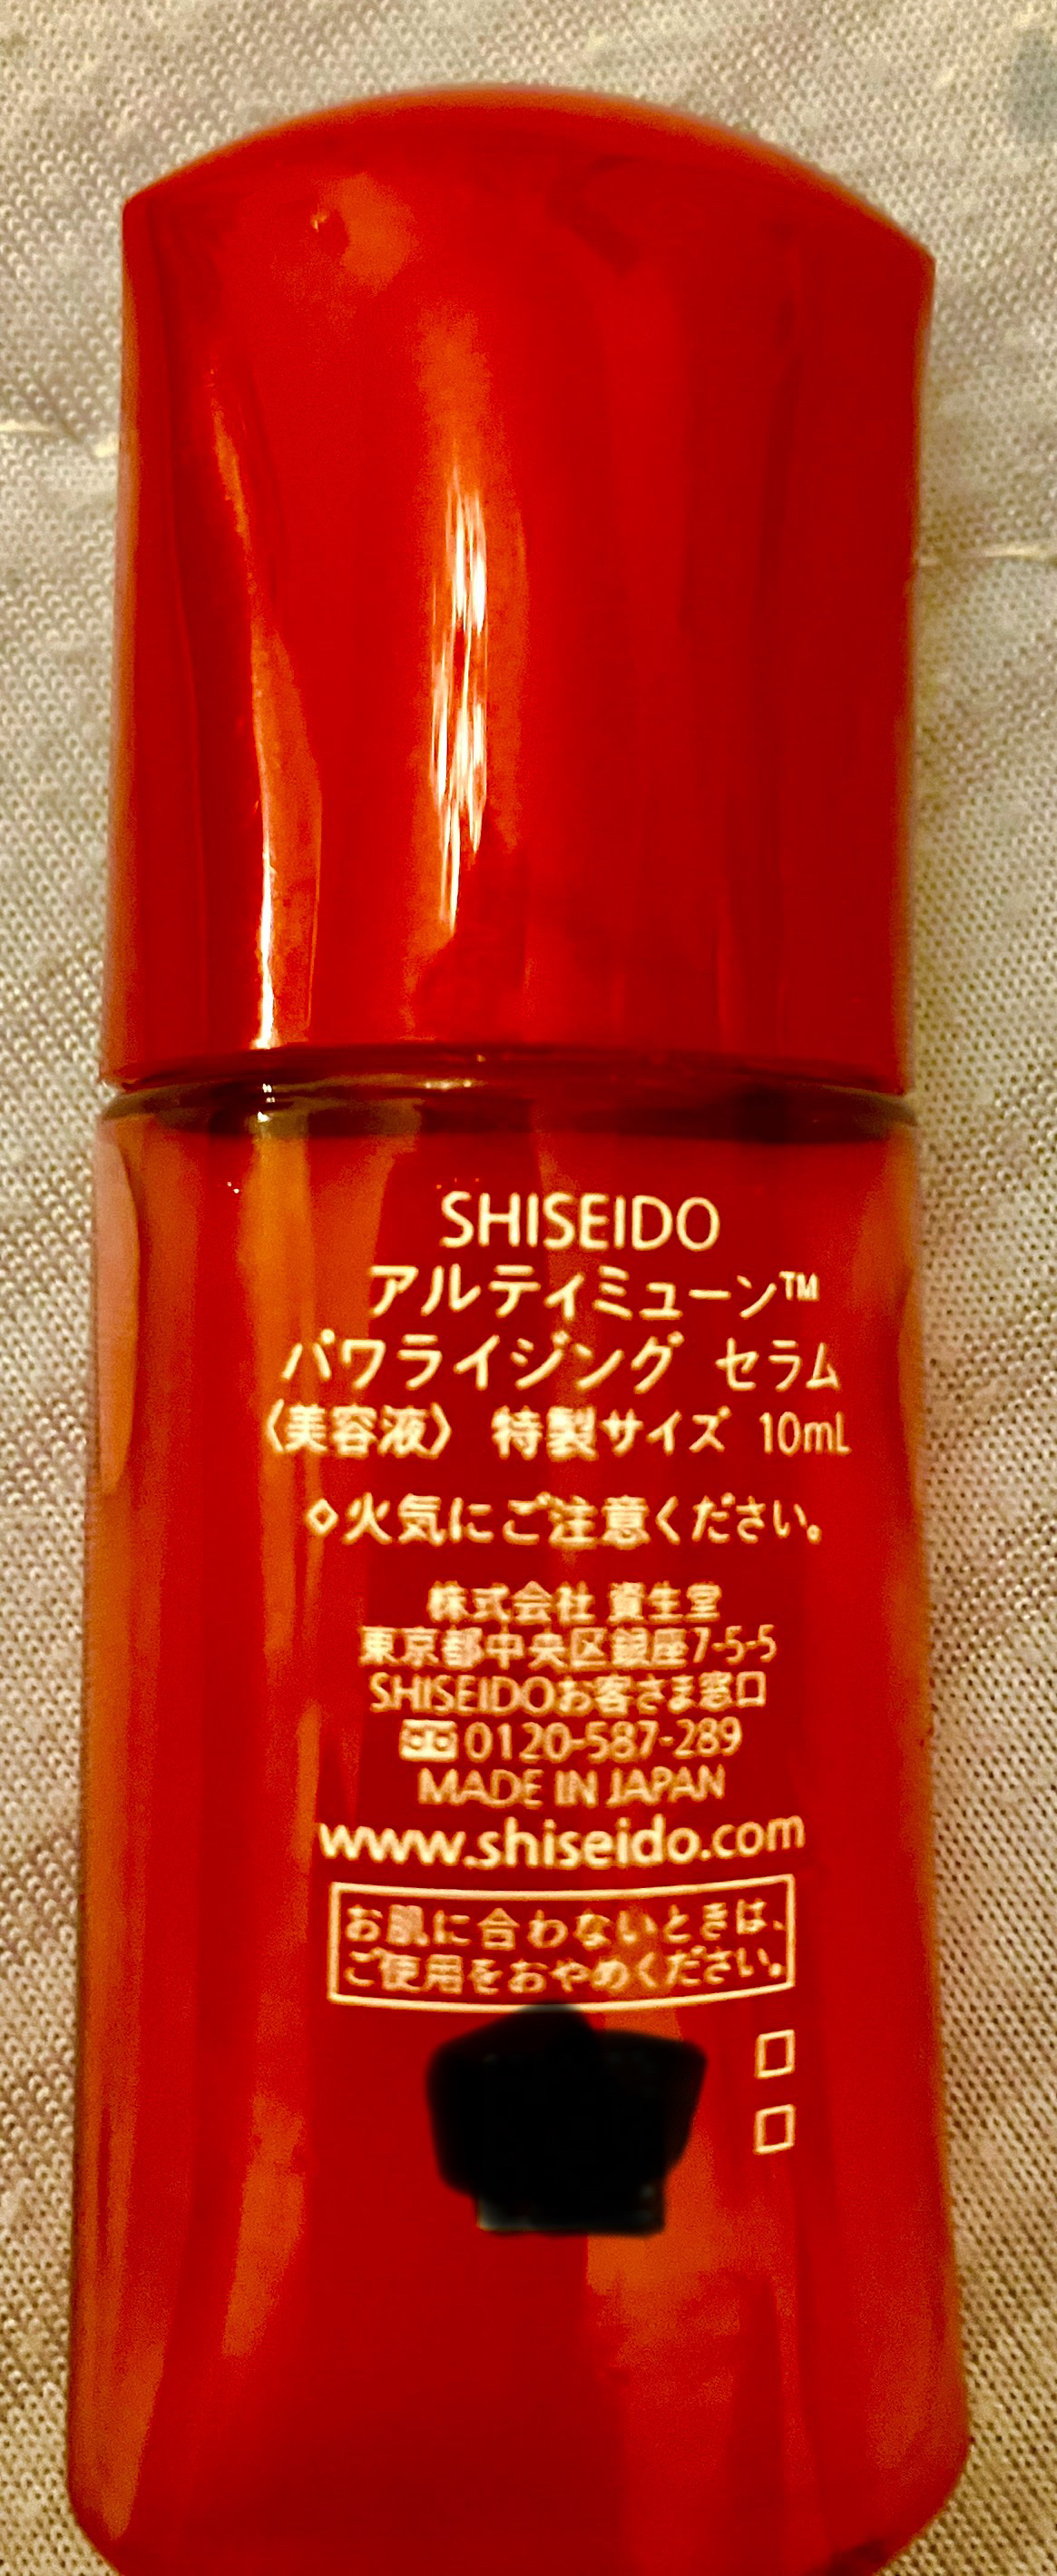 SHISEIDO
アルティミューン™
パワライジング セラム
〈美容液〉 特製サイズ 10mL
◇火気にご注意ください。
株式会社 資生堂
東京都中央区銀座7-5-5
SHISEIDOお客さま窓口
0120-587-289
MADE IN JAPAN
www.shiseido.com
お肌に合わないときは、
ご使用をおやめください。